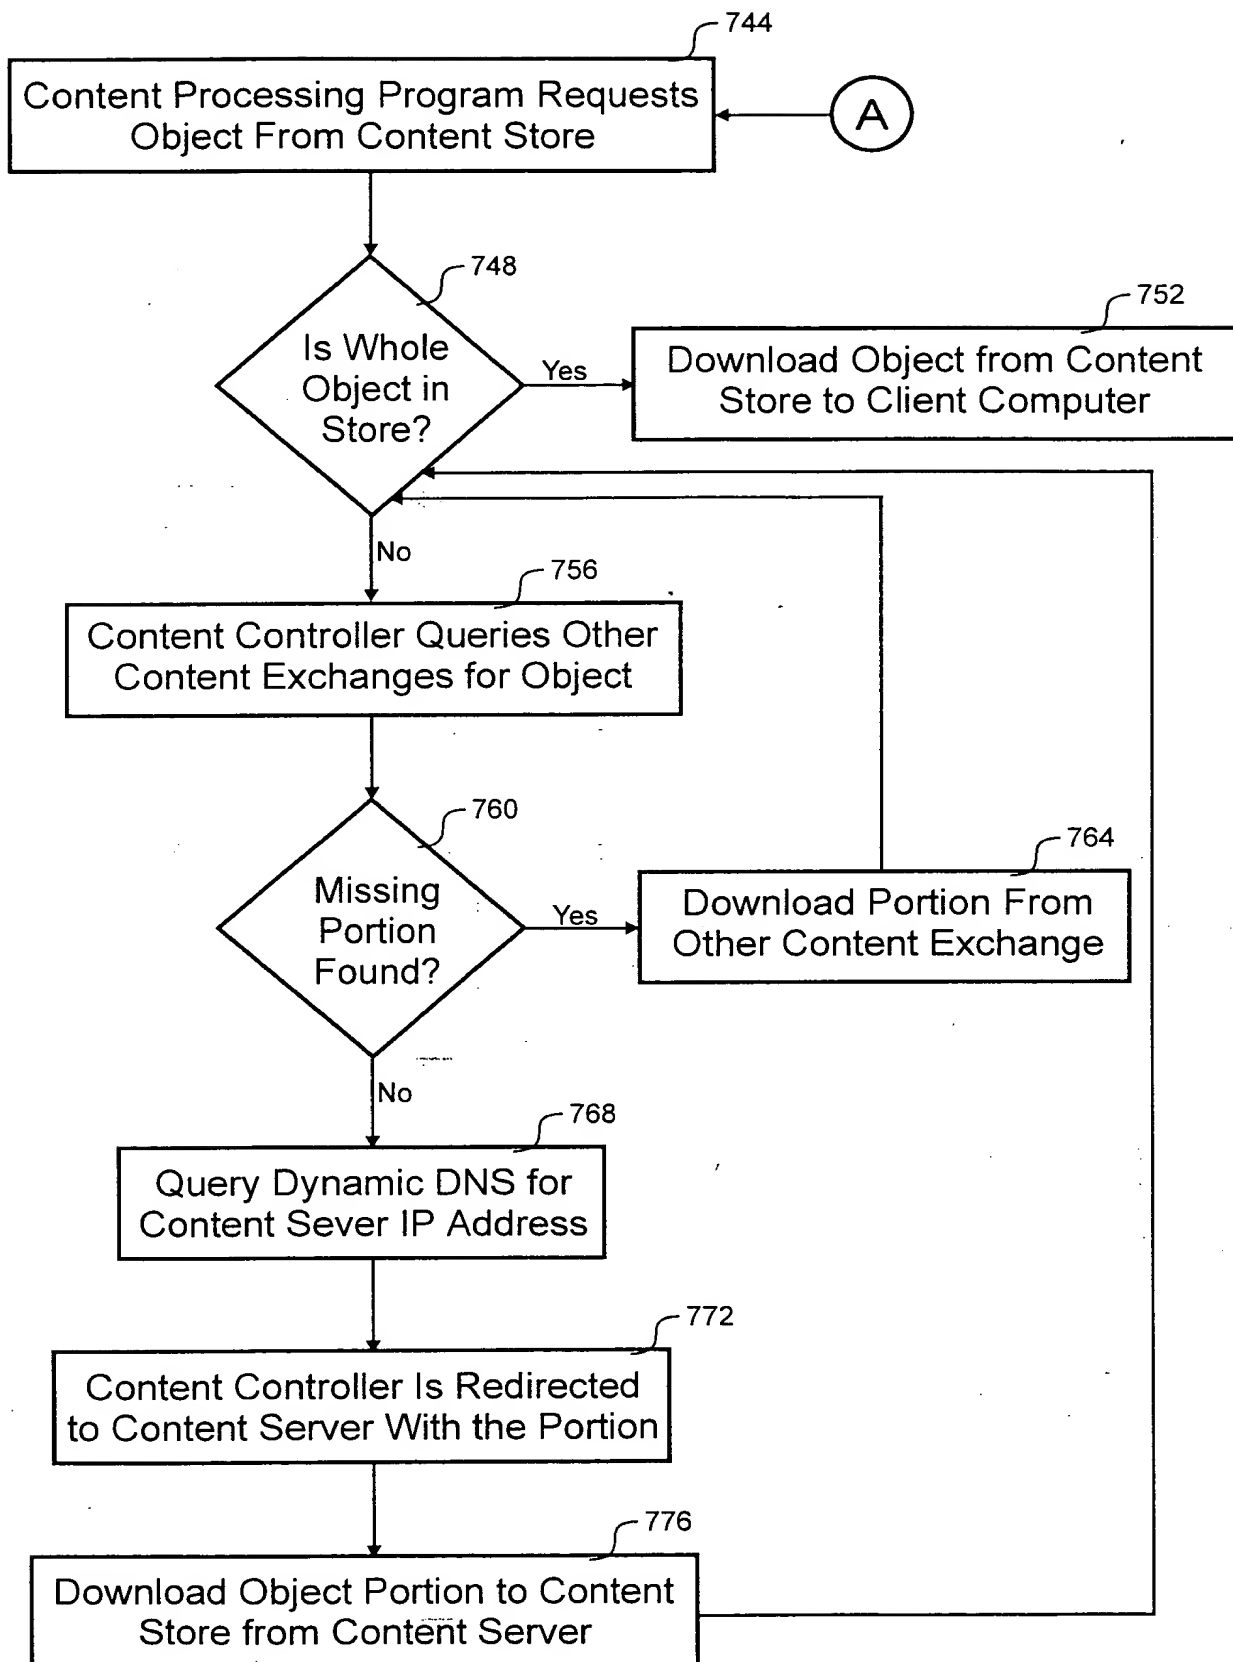 744
Content Processing Program Requests
Object From Content Store
A
748
Is Whole
Object in
Store?
Yes
752
Download Object from Content
Store to Client Computer
No
756
Content Controller Queries Other
Content Exchanges for Object
760
Missing
Portion
Found?
Yes
764
Download Portion From
Other Content Exchange
No
768
Query Dynamic DNS for
Content Sever IP Address
772
Content Controller Is Redirected
to Content Server With the Portion
776
Download Object Portion to Content
Store from Content Server